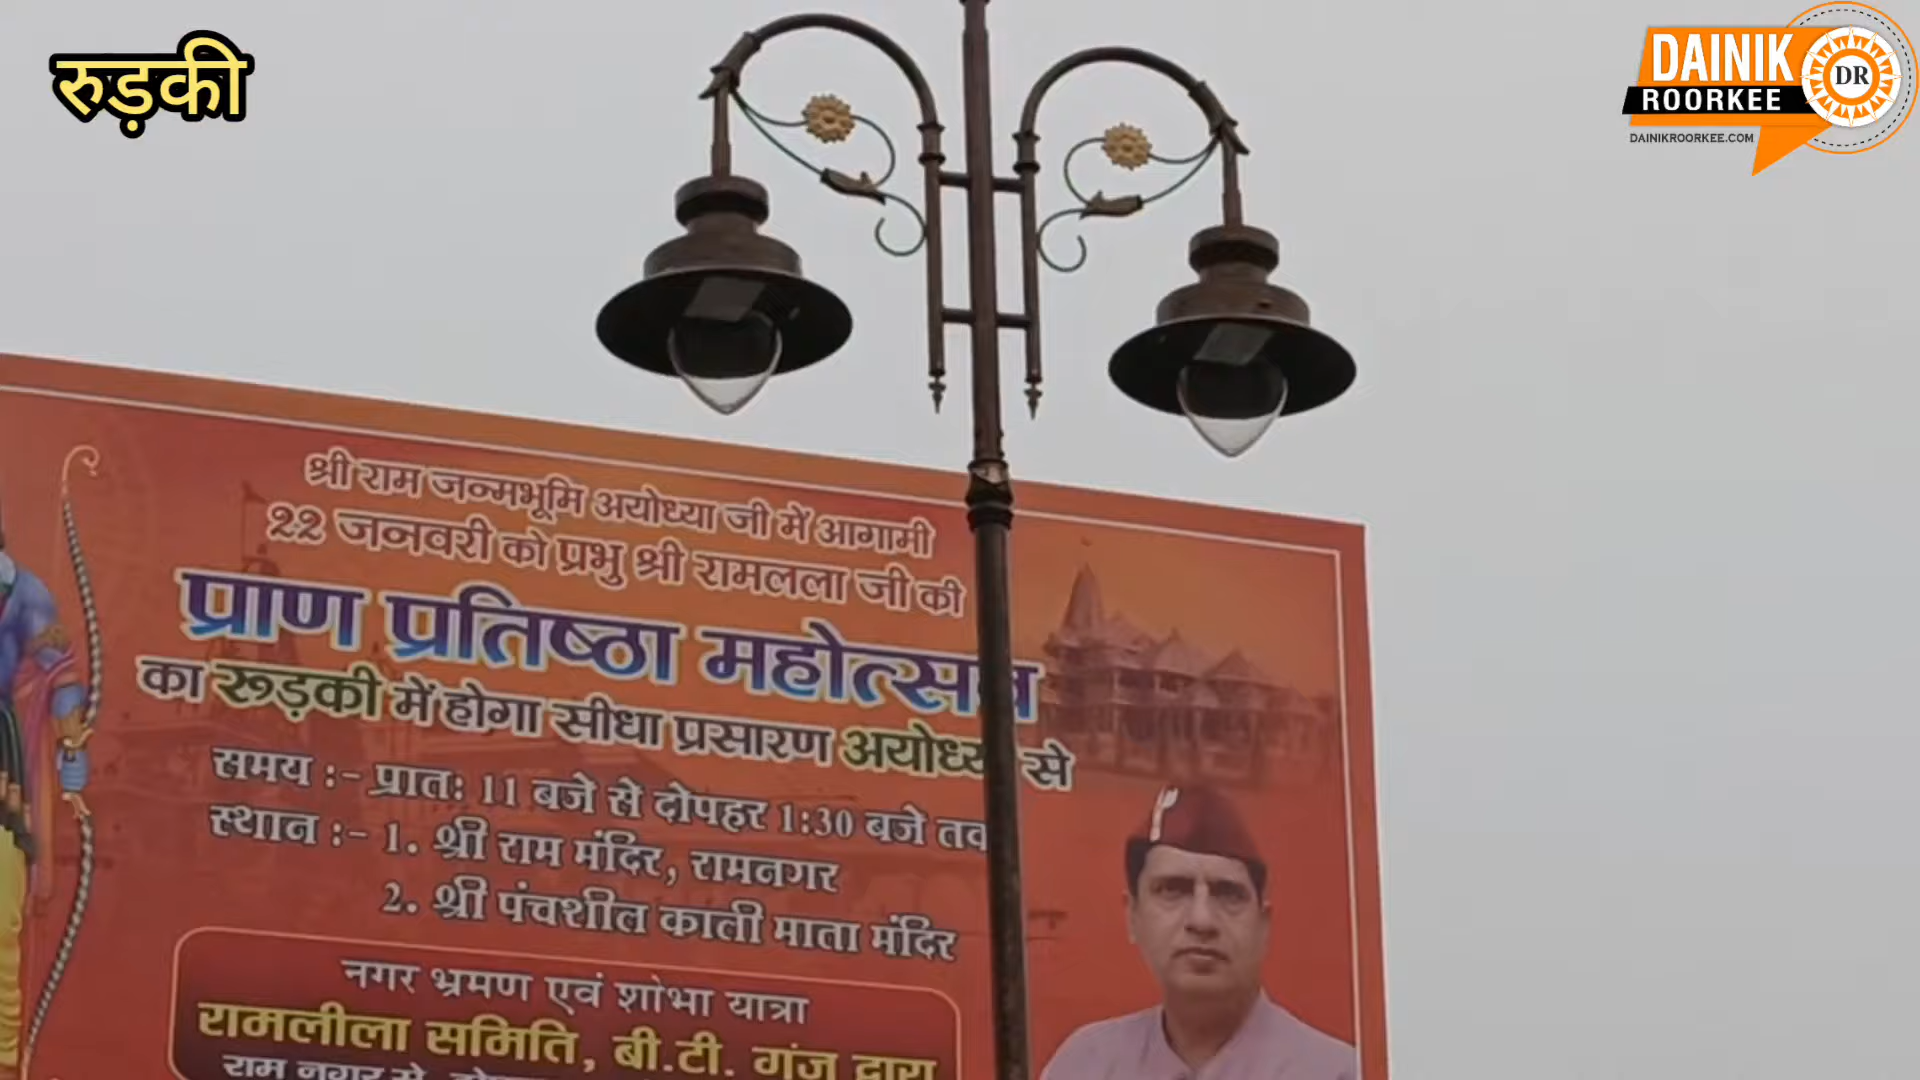 रुड़की
DAINIK
ROORKEE
DR
DAINIKROORKEE.COM
श्री राम जन्मभूमि अयोध्या जी में आगामी
22 जनवरी को प्रभु श्री रामलला जी की
प्राण प्रतिष्ठा महोत्सव
का रूड़की में होगा सीधा प्रसारण अयोध्या से
समय :- प्रातः 11 बजे से दोपहर 1:30 बजे तक
स्थान :- 1. श्री राम मंदिर, रामनगर
2. श्री पंचशील काली माता मंदिर
नगर भ्रमण एवं शोभा यात्रा
रामलीला समिति, बी.टी. गंज द्वारा
राम नगर से